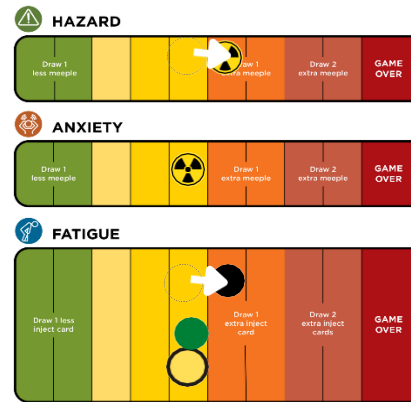 HAZARD
Draw 1
less meeple
Draw 1
extra meeple
Draw 2
extra meeple
GAME
OVER
ANXIETY
Draw 1
less meeple
Draw 1
extra meeple
Draw 2
extra meeple
GAME
OVER
FATIGUE
Draw 1 less
inject card
Draw 1
extra inject
card
Draw 2
extra inject
cards
GAME
OVER